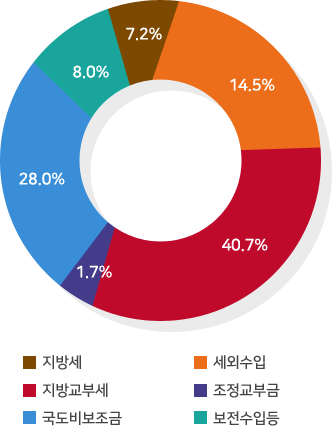 7.2%
8.0%
14.5%
28.0%
40.7%
1.7%
지방세
세외수입
지방교부세
조정교부금
국도비보조금
보전수입등